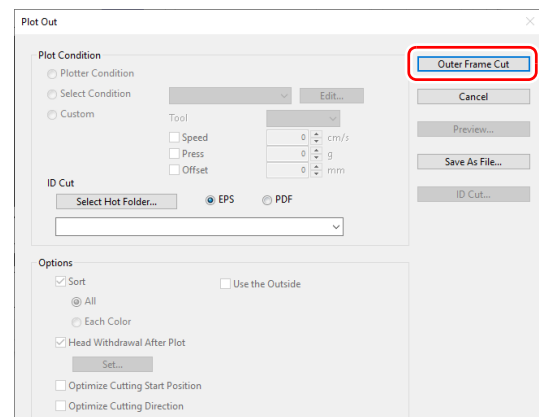 Plot Out
Plot Condition
Plotter Condition
Select Condition
Edit...
Custom
Tool
Speed
0
cm/s
Press
0
g
Offset
0
mm
ID Cut
Select Hot Folder...
EPS
PDF
Outer Frame Cut
Cancel
Preview...
Save As File...
ID Cut...
Options
Sort
Use the Outside
All
Each Color
Head Withdrawal After Plot
Set...
Optimize Cutting Start Position
Optimize Cutting Direction